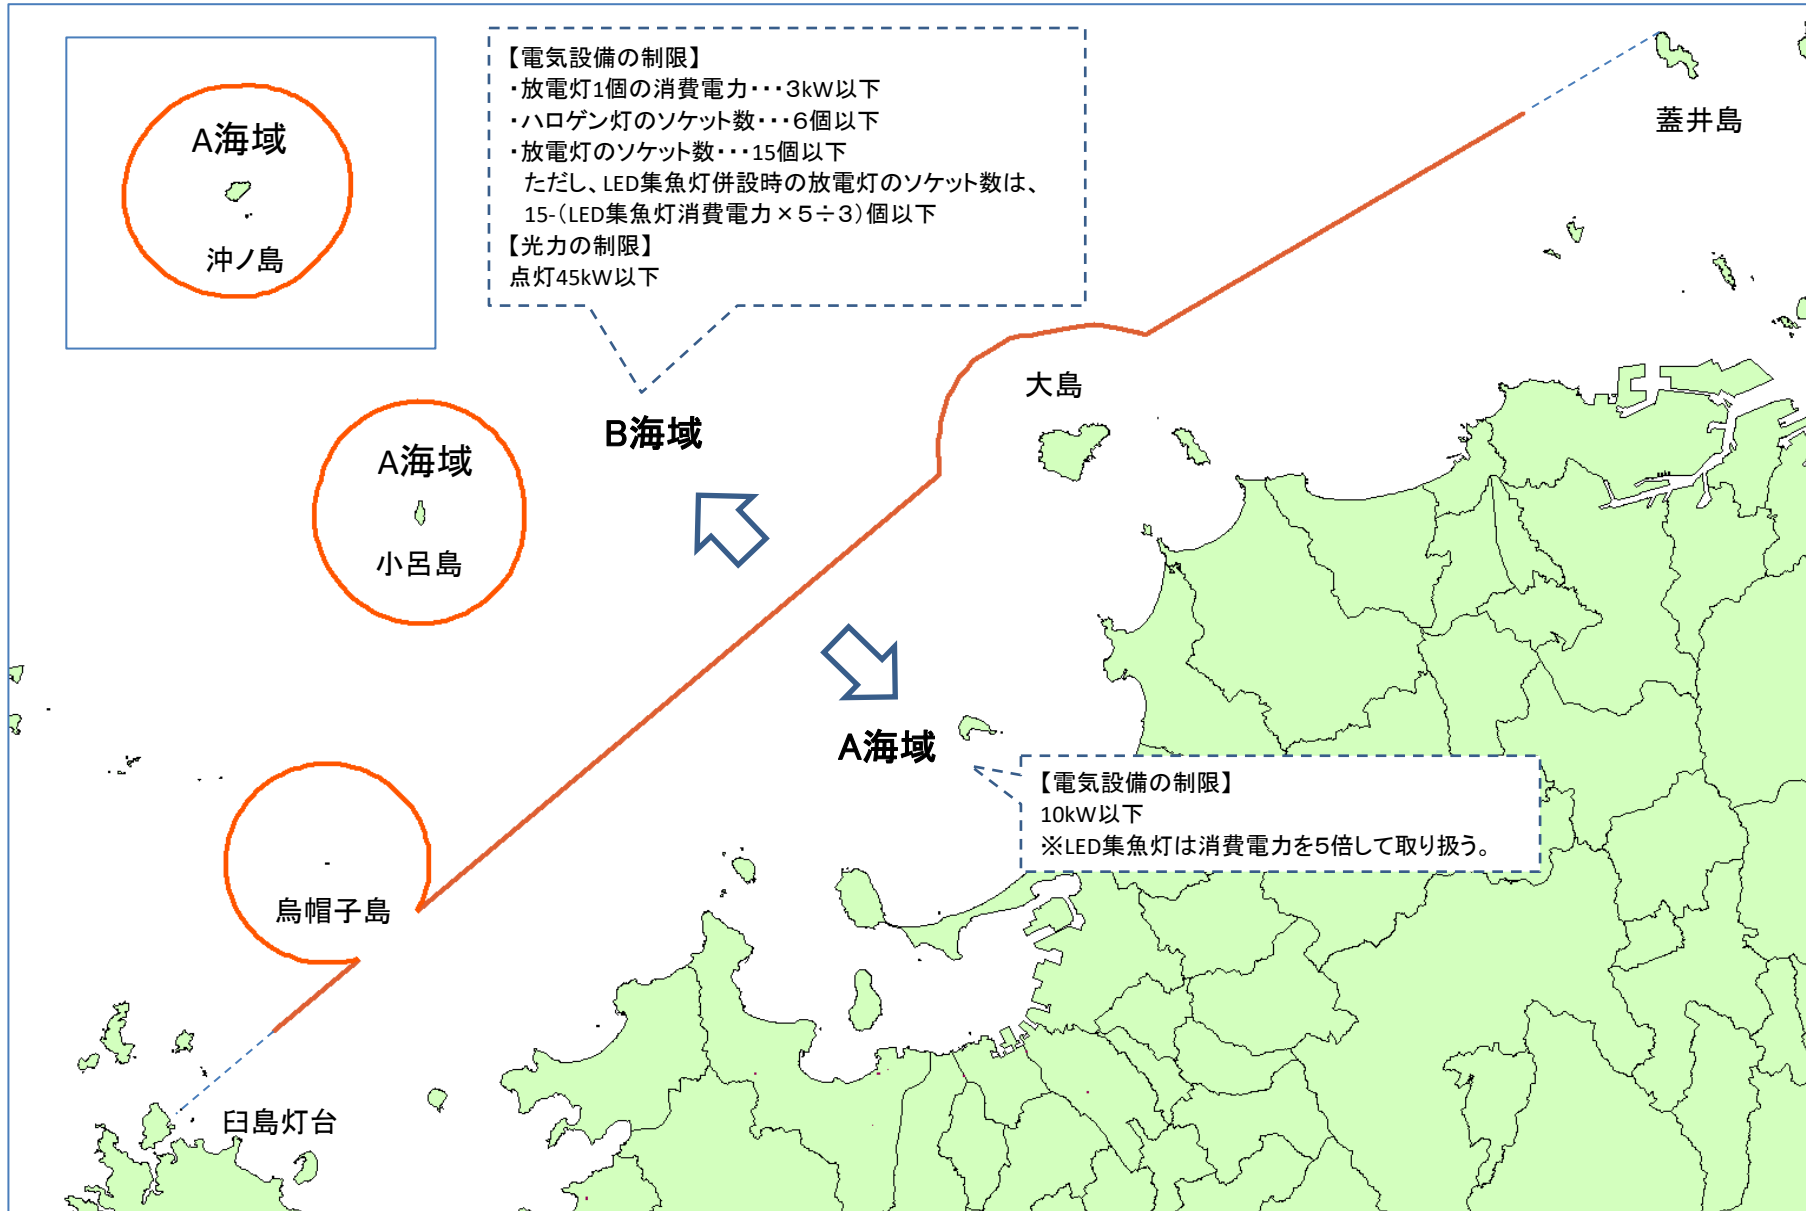 A海域
沖ノ島
【電気設備の制限】
・放電灯1個の消費電力・・・3kW以下
・ハロゲン灯のソケット数・・・6個以下
・放電灯のソケット数・・・15個以下
ただし、LED集魚灯併設時の放電灯のソケット数は、
15-(LED集魚灯消費電力×5÷3)個以下
【光力の制限】
点灯45kW以下
蓋井島
大島
B海域
A海域
小呂島
A海域
【電気設備の制限】
10kW以下
※LED集魚灯は消費電力を5倍して取り扱う。
烏帽子島
臼島灯台